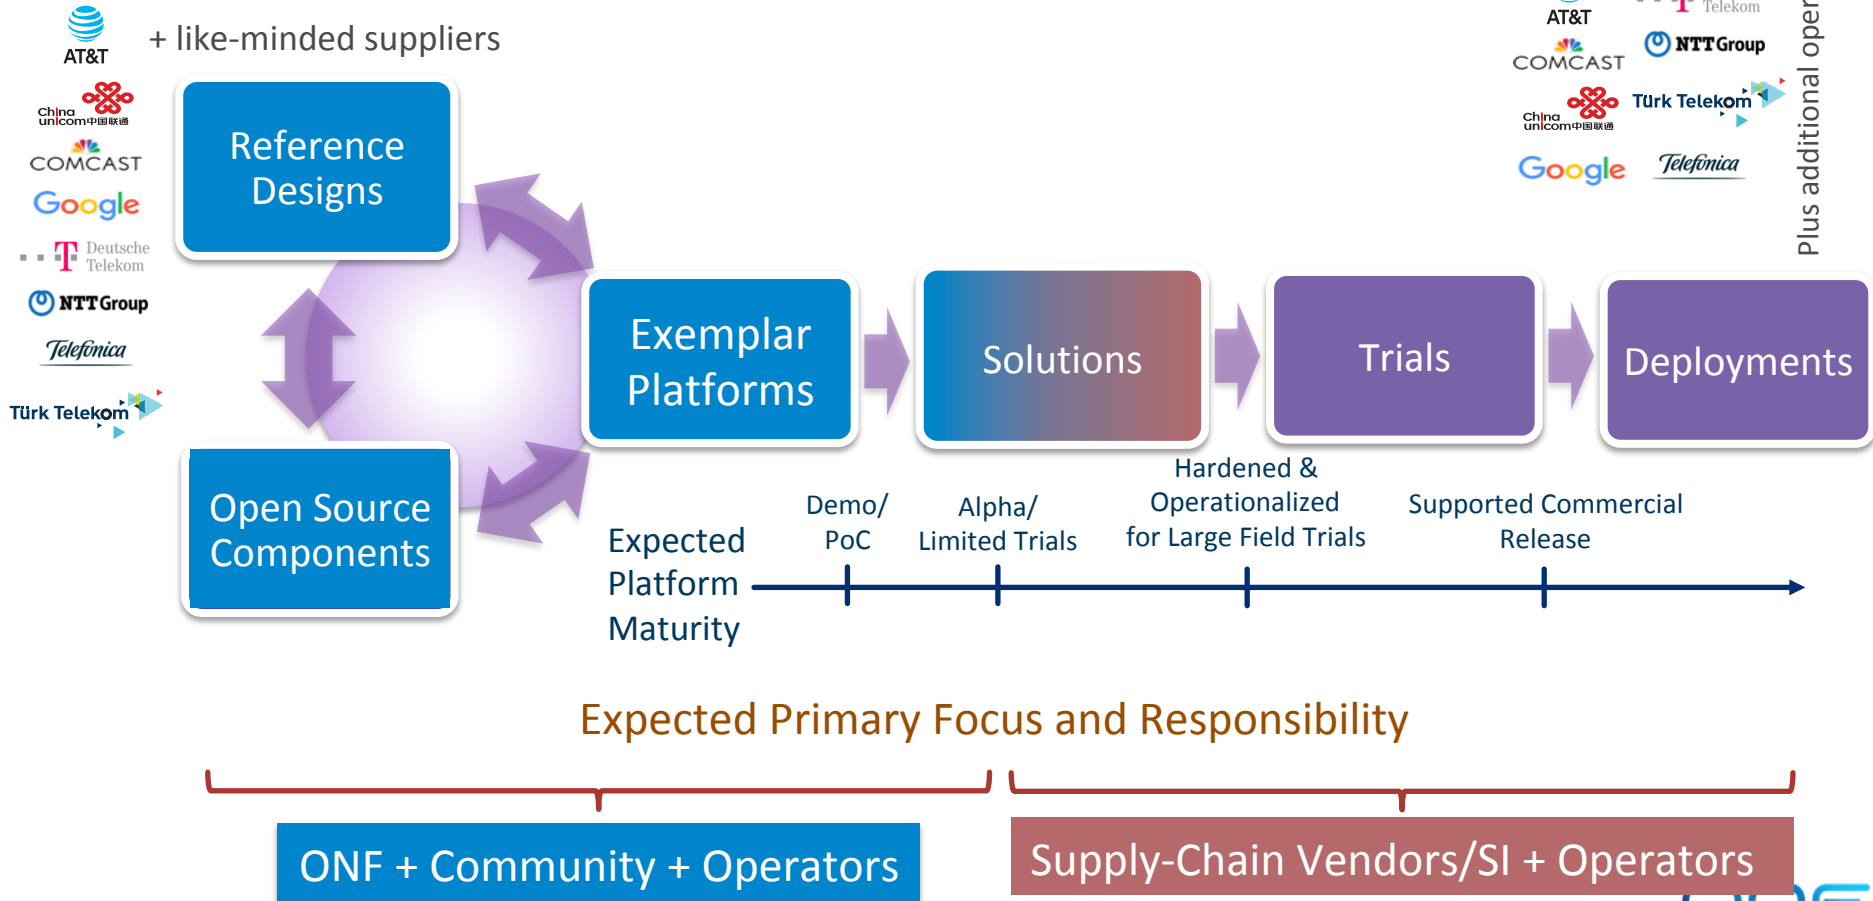 AT&T
+ like-minded suppliers
China
unicom中国联通
COMCAST
Google
Deutsche
Telekom
NTT Group
Telefónica
Türk Telekom
AT&T
Telekom
COMCAST
NTT Group
China
unicom中国联通
Türk Telekom
Google
Telefónica
Plus additional oper
Reference
Designs
Exemplar
Platforms
Solutions
Trials
Deployments
Open Source
Components
Expected
Platform
Maturity
Demo/
PoC
Alpha/
Limited Trials
Hardened &
Operationalized
for Large Field Trials
Supported Commercial
Release
Expected Primary Focus and Responsibility
ONF + Community + Operators
Supply-Chain Vendors/SI + Operators